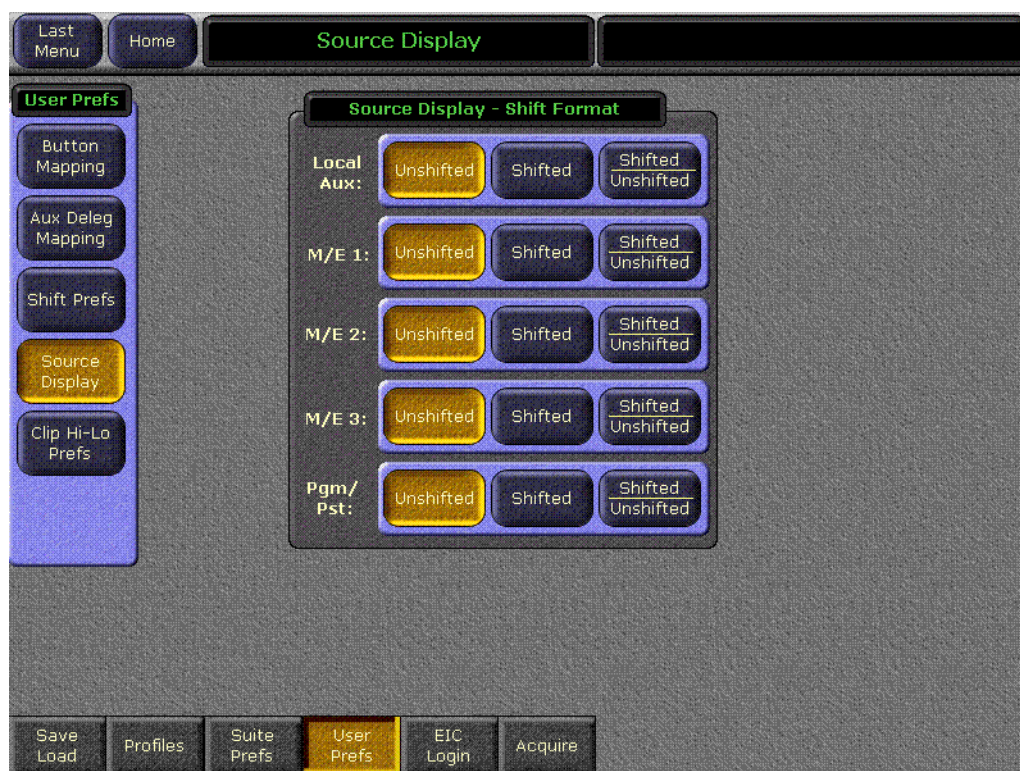 Last
Menu
Home
Source Display
User Prefs
Button
Mapping
Aux Deleg
Mapping
Shift Prefs
Source
Display
Clip Hi-Lo
Prefs
Source Display - Shift Format
Local
Aux:
Unshifted
Shifted
Shifted
Unshifted
M/E 1:
Unshifted
Shifted
Shifted
Unshifted
M/E 2:
Unshifted
Shifted
Shifted
Unshifted
M/E 3:
Unshifted
Shifted
Shifted
Unshifted
Pgm/
Pst:
Unshifted
Shifted
Shifted
Unshifted
Save
Load
Profiles
Suite
Prefs
User
Prefs
EIC
Login
Acquire